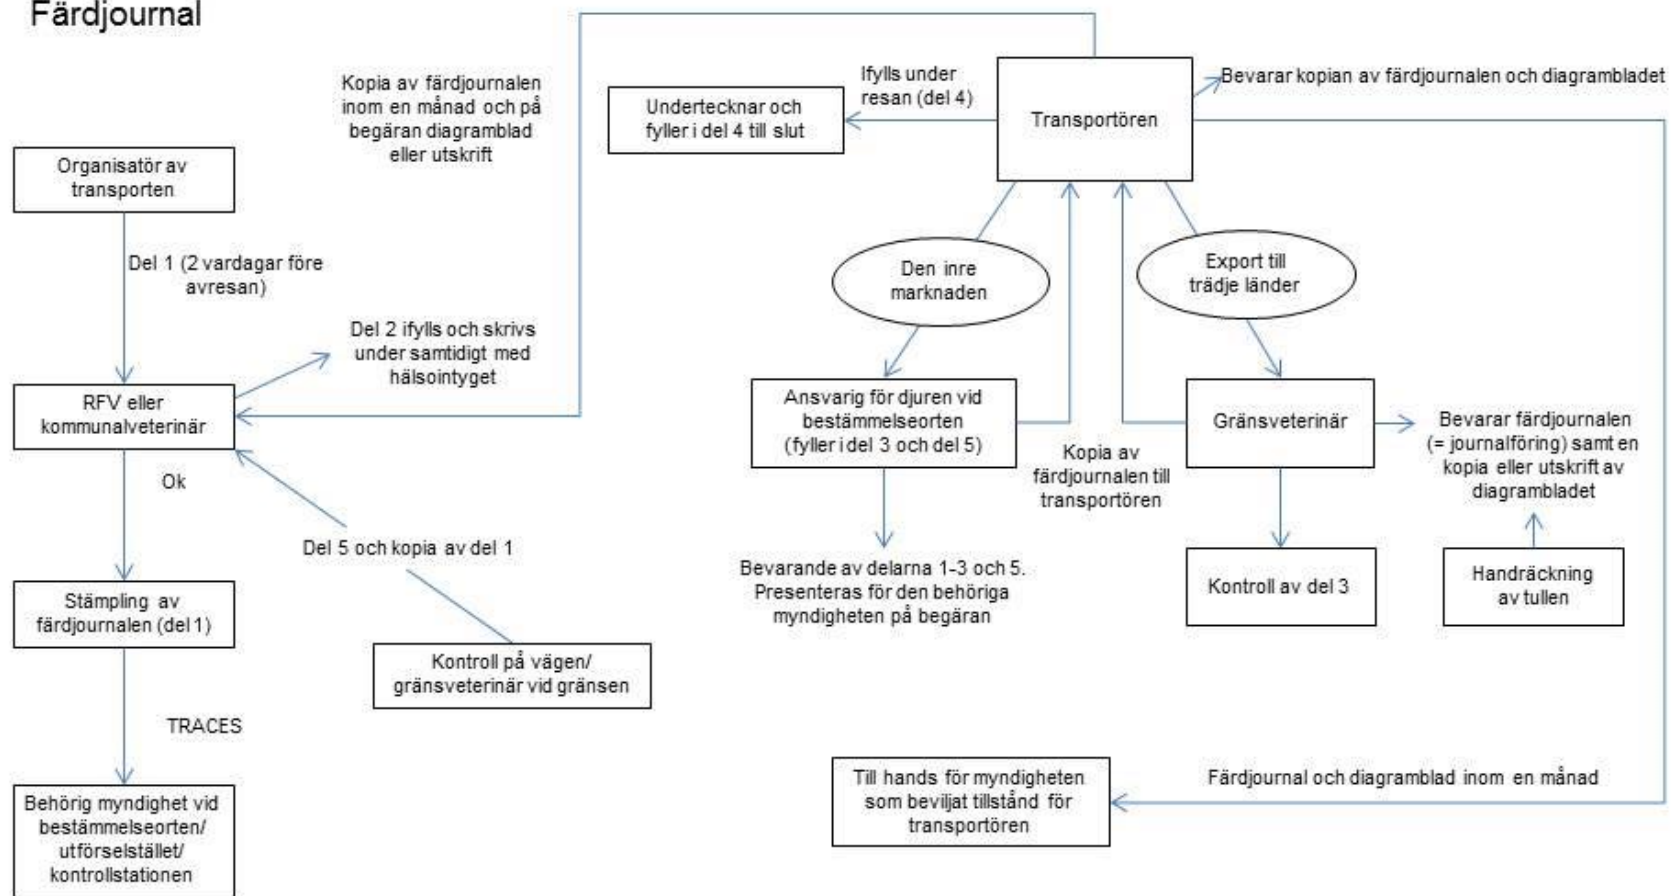 Färdjournal
Kopia av färdjournalen
inom en månad och på
begäran diagramblad
eller utskrift
Organisatör av
transporten
Del 1 (2 vardagar före
avresan)
Del 2 ifylls och skrivs
under samtidigt med
hälsointyget
RFV eller
kommunalveterinär
Ok
Del 5 och kopia av del 1
Stämpling av
färdjournalen (del 1)
Kontroll på vägen/
gränsveterinär vid gränsen
TRACES
Behörig myndighet vid
bestämmelseorten/
utförselstället/
kontrollstationen
Undertecknar och
fyller i del 4 till slut
Ifylls under
resan (del 4)
Transportören
Bevarar kopian av färdjournalen och diagrambladet
Den inre
marknaden
Export till
trädje länder
Ansvarig för djuren vid
bestämmelseorten
(fyller i del 3 och del 5)
Kopia av
färdjournalen till
transportören
Gränsveterinär
Bevarar färdjournalen
(= journalföring) samt en
kopia eller utskrift av
diagrambladet
Bevarande av delarna 1-3 och 5.
Presenteras för den behöriga
myndigheten på begäran
Kontroll av del 3
Handräckning
av tullen
Till hands för myndigheten
som beviljat tillstånd för
transportören
Färdjournal och diagramblad inom en månad